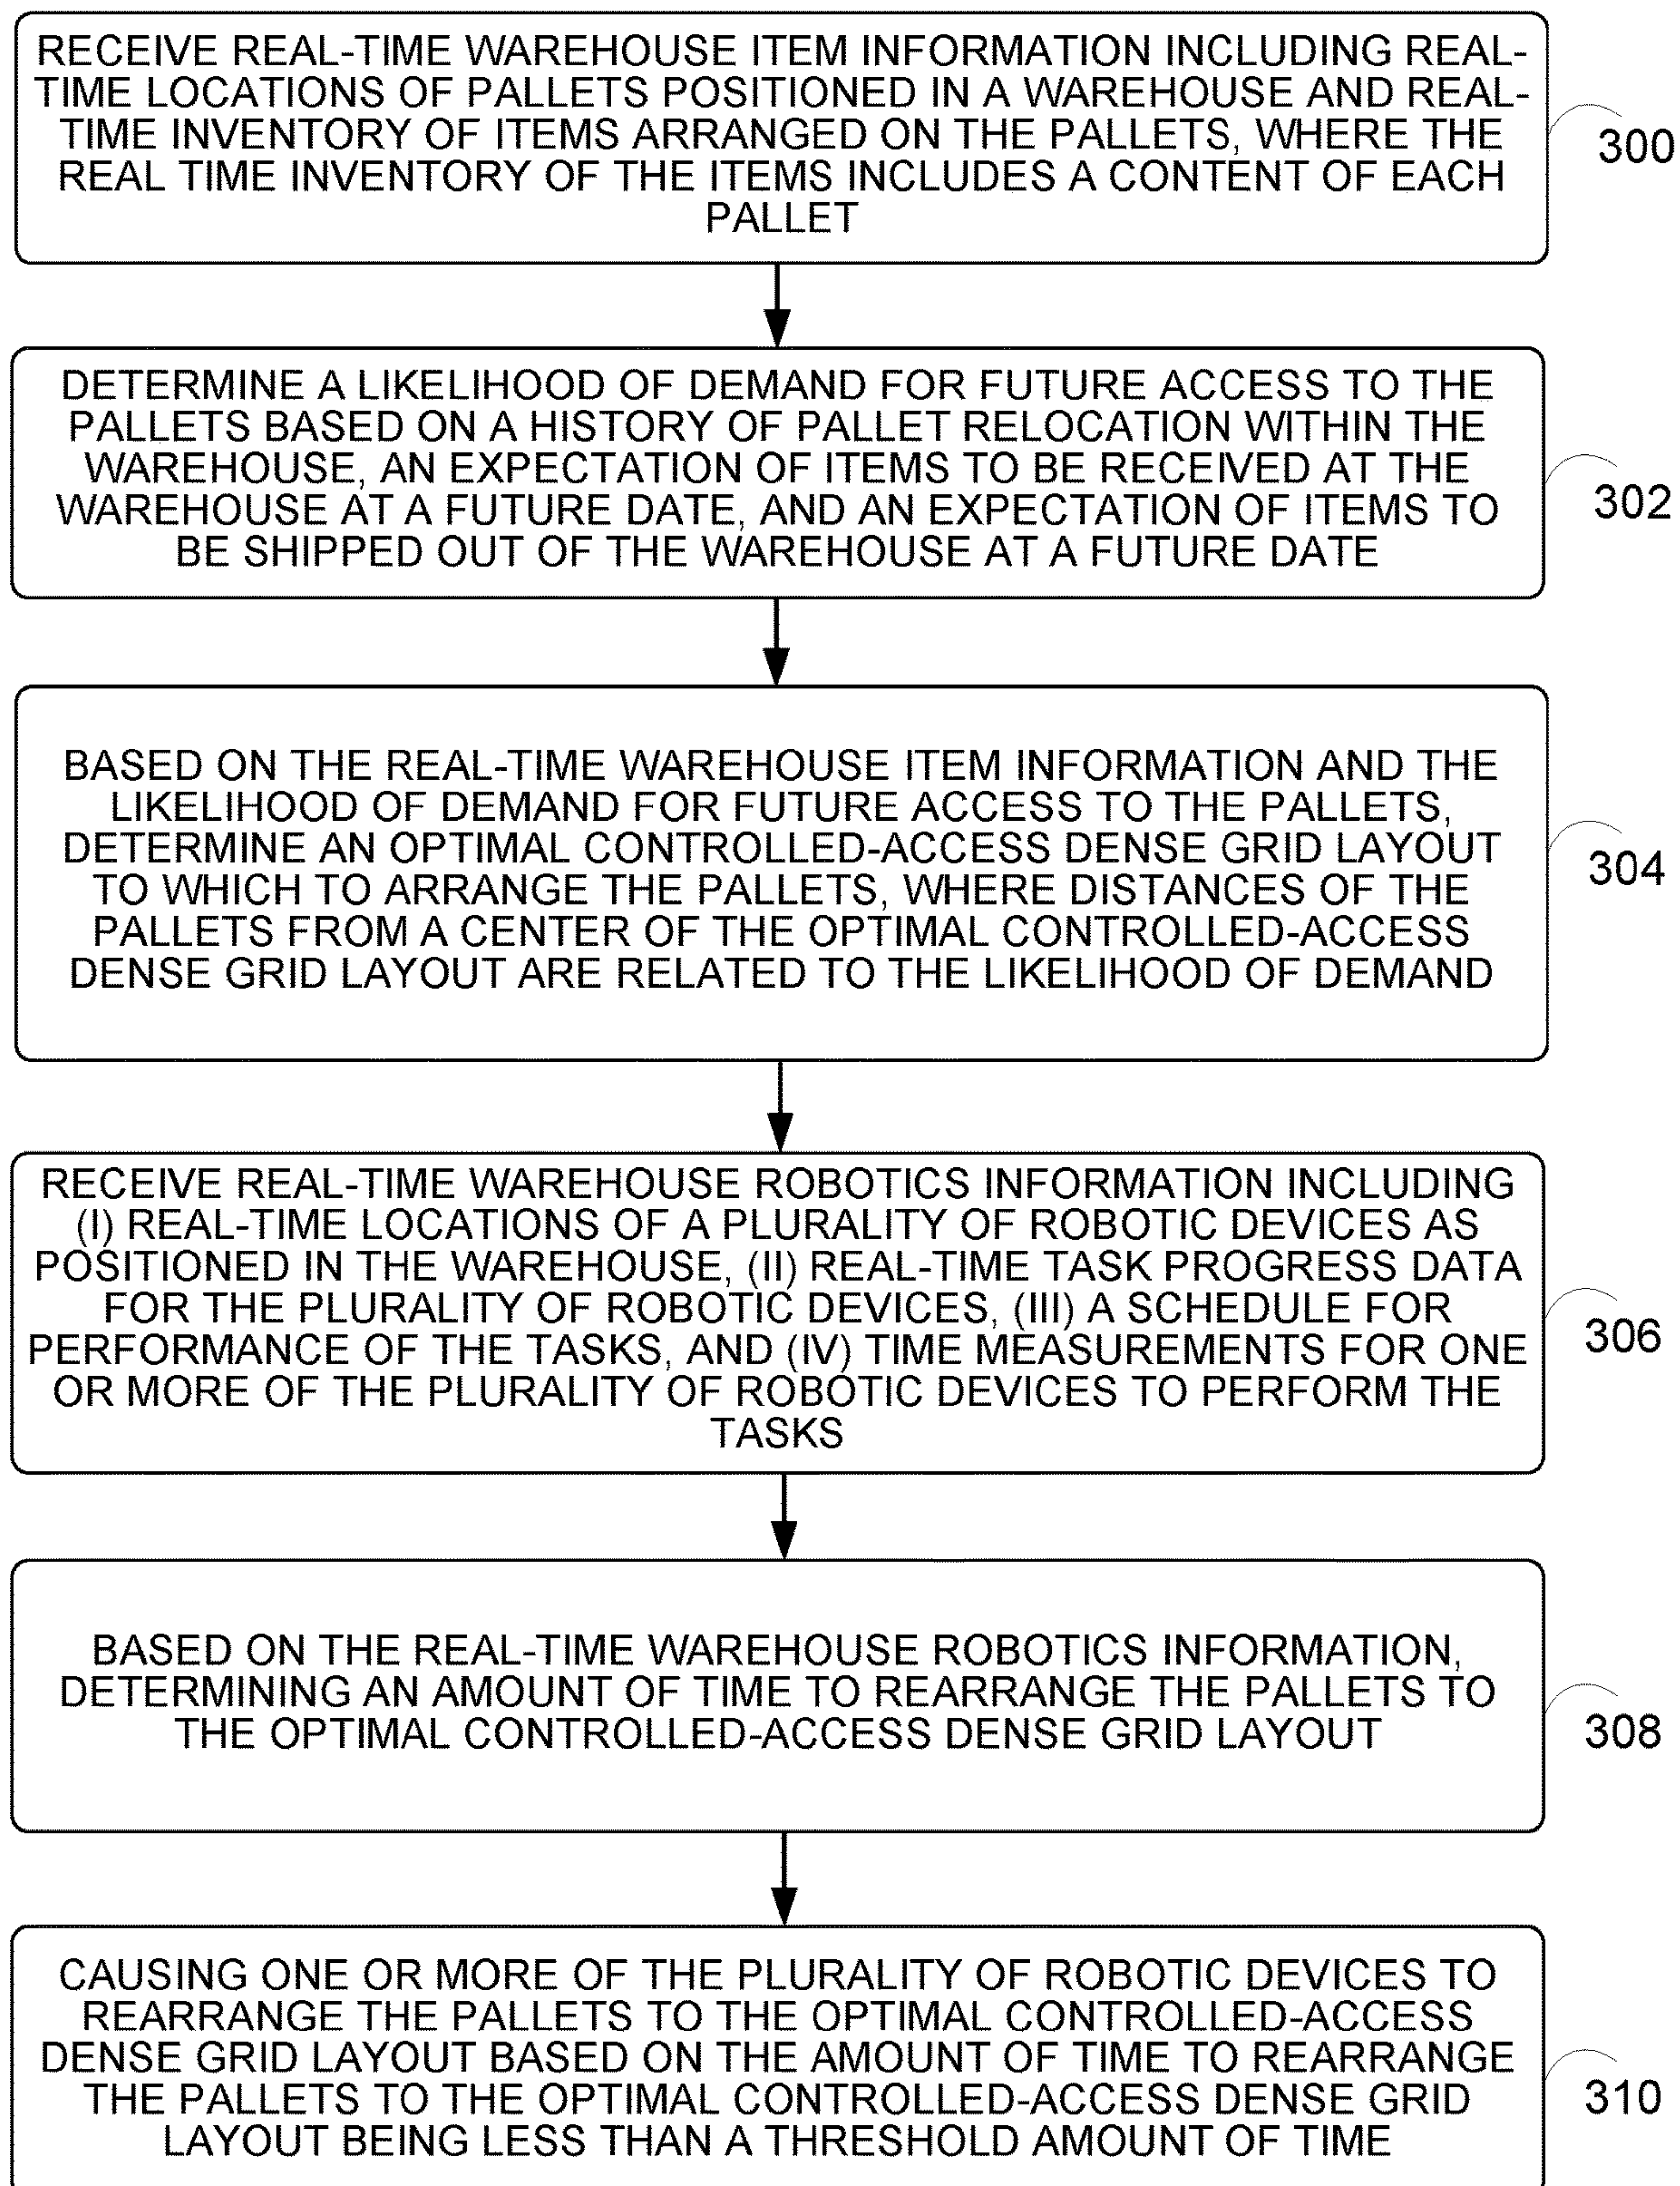 RECEIVE REAL-TIME WAREHOUSE ITEM INFORMATION INCLUDING REAL-
TIME LOCATIONS OF PALLETS POSITIONED IN A WAREHOUSE AND REAL-
TIME INVENTORY OF ITEMS ARRANGED ON THE PALLETS, WHERE THE
REAL TIME INVENTORY OF THE ITEMS INCLUDES A CONTENT OF EACH
PALLET
300
DETERMINE A LIKELIHOOD OF DEMAND FOR FUTURE ACCESS TO THE
PALLETS BASED ON A HISTORY OF PALLET RELOCATION WITHIN THE
WAREHOUSE, AN EXPECTATION OF ITEMS TO BE RECEIVED AT THE
WAREHOUSE AT A FUTURE DATE, AND AN EXPECTATION OF ITEMS TO
BE SHIPPED OUT OF THE WAREHOUSE AT A FUTURE DATE
302
BASED ON THE REAL-TIME WAREHOUSE ITEM INFORMATION AND THE
LIKELIHOOD OF DEMAND FOR FUTURE ACCESS TO THE PALLETS,
DETERMINE AN OPTIMAL CONTROLLED-ACCESS DENSE GRID LAYOUT
TO WHICH TO ARRANGE THE PALLETS, WHERE DISTANCES OF THE
PALLETS FROM A CENTER OF THE OPTIMAL CONTROLLED-ACCESS
DENSE GRID LAYOUT ARE RELATED TO THE LIKELIHOOD OF DEMAND
304
RECEIVE REAL-TIME WAREHOUSE ROBOTICS INFORMATION INCLUDING
(I) REAL-TIME LOCATIONS OF A PLURALITY OF ROBOTIC DEVICES AS
POSITIONED IN THE WAREHOUSE, (II) REAL-TIME TASK PROGRESS DATA
FOR THE PLURALITY OF ROBOTIC DEVICES, (III) A SCHEDULE FOR
PERFORMANCE OF THE TASKS, AND (IV) TIME MEASUREMENTS FOR ONE
OR MORE OF THE PLURALITY OF ROBOTIC DEVICES TO PERFORM THE
TASKS
306
BASED ON THE REAL-TIME WAREHOUSE ROBOTICS INFORMATION,
DETERMINING AN AMOUNT OF TIME TO REARRANGE THE PALLETS TO
THE OPTIMAL CONTROLLED-ACCESS DENSE GRID LAYOUT
308
CAUSING ONE OR MORE OF THE PLURALITY OF ROBOTIC DEVICES TO
REARRANGE THE PALLETS TO THE OPTIMAL CONTROLLED-ACCESS
DENSE GRID LAYOUT BASED ON THE AMOUNT OF TIME TO REARRANGE
THE PALLETS TO THE OPTIMAL CONTROLLED-ACCESS DENSE GRID
LAYOUT BEING LESS THAN A THRESHOLD AMOUNT OF TIME
310